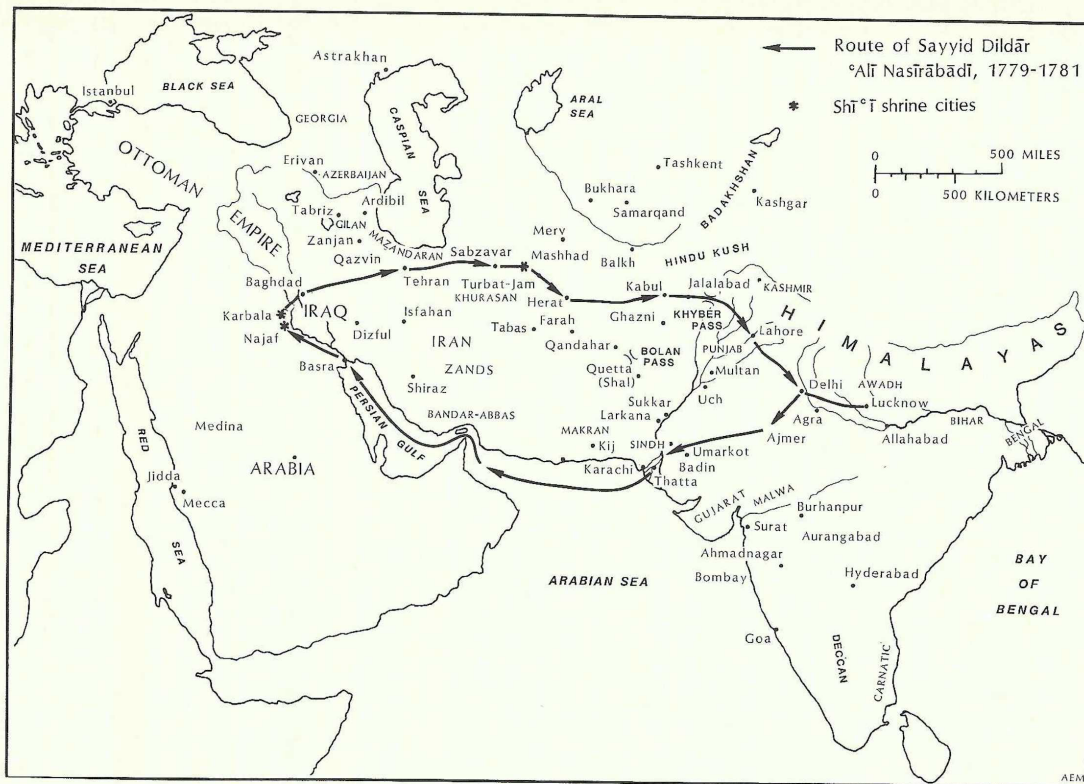 Route of Sayyid Dildār
ᶜAlī Nasīrābādī, 1779-1781
Shīᶜī shrine cities
0 500 MILES
0 500 KILOMETERS
Astrakhan
Istanbul
BLACK SEA
GEORGIA
CASPIAN
SEA
ARAL
SEA
OTTOMAN
EMPIRE
Erivan
AZERBAIJAN
Tabriz
Ardibil
GILAN
Zanjan
MAZANDARAN
Qazvin
Tehran
Sabzavar
Merv
Mashhad
Turbat-Jam
KHURASAN
Herat
Tashkent
Bukhara
Samarqand
BADAKHSHAN
Kashgar
Balkh
HINDU KUSH
MEDITERRANEAN
SEA
Baghdad
IRAQ
Karbala
Najaf
Dizful
Isfahan
IRAN
ZANDS
Shiraz
Basra
Tabas
Farah
Qandahar
Kabul
Ghazni
Jalalabad
KASHMIR
KHYBER
PASS
Lahore
PUNJAB
HIMALAYAS
BOLAN
PASS
Quetta
(Shal)
Multan
Uch
Delhi
AWADH
Lucknow
Agra
Allahabad
BIHAR
BENGAL
Sukkar
Larkana
Ajmer
MAKRAN
Kij
SINDH
Umarkot
Badin
Karachi
Thatta
BANDAR-ABBAS
PERSIAN
GULF
Medina
ARABIA
RED
SEA
Jidda
Mecca
GUJARAT
MALWA
Burhanpur
Surat
Aurangabad
Ahmadnagar
Bombay
Hyderabad
ARABIAN SEA
BAY
OF
BENGAL
Goa
DECCAN
CARNATIC
AEM